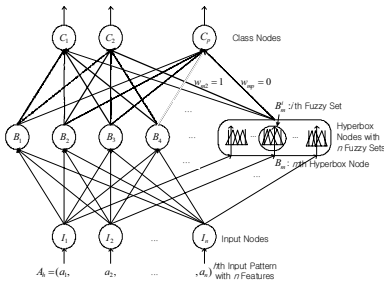 C₁ C₂ ... Cₚ Class Nodes
wₘ₂=1 wₘₚ=0
Bᵢₘ : ith Fuzzy Set
B₁ B₂ B₃ B₄ ...
Hyperbox
Nodes with
n Fuzzy Sets
Bₘ : mth Hyperbox Node
...
I₁ I₂ ... Iₙ Input Nodes
Aₕ = (a₁, a₂, ... , aₙ) hth Input Pattern
with n Features